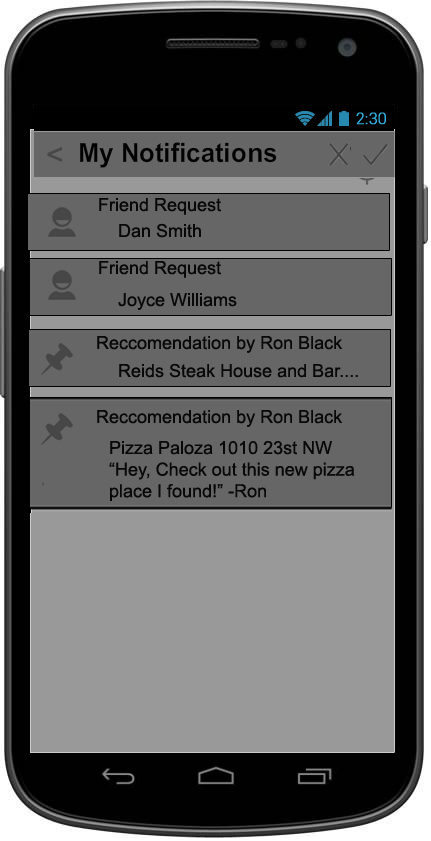 2:30
< My Notifications X ✓
Friend Request
Dan Smith
Friend Request
Joyce Williams
Reccomendation by Ron Black
Reids Steak House and Bar....
Reccomendation by Ron Black
Pizza Paloza 1010 23st NW
“Hey, Check out this new pizza
place I found!” -Ron